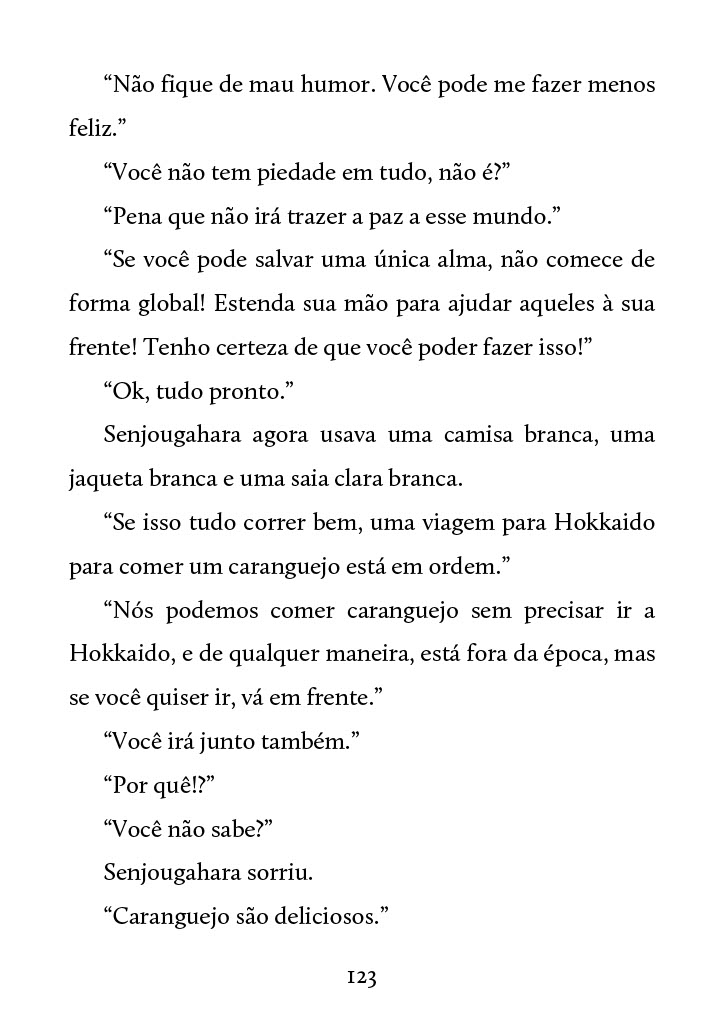 “Não fique de mau humor. Você pode me fazer menos
feliz.”
“Você não tem piedade em tudo, não é?”
“Pena que não irá trazer a paz a esse mundo.”
“Se você pode salvar uma única alma, não comece de
forma global! Estenda sua mão para ajudar aqueles à sua
frente! Tenho certeza de que você poder fazer isso!”
“Ok, tudo pronto.”
Senjougahara agora usava uma camisa branca, uma
jaqueta branca e uma saia clara branca.
“Se isso tudo correr bem, uma viagem para Hokkaido
para comer um caranguejo está em ordem.”
“Nós podemos comer caranguejo sem precisar ir a
Hokkaido, e de qualquer maneira, está fora da época, mas
se você quiser ir, vá em frente.”
“Você irá junto também.”
“Por quê!?”
“Você não sabe?”
Senjougahara sorriu.
“Caranguejo são deliciosos.”
123